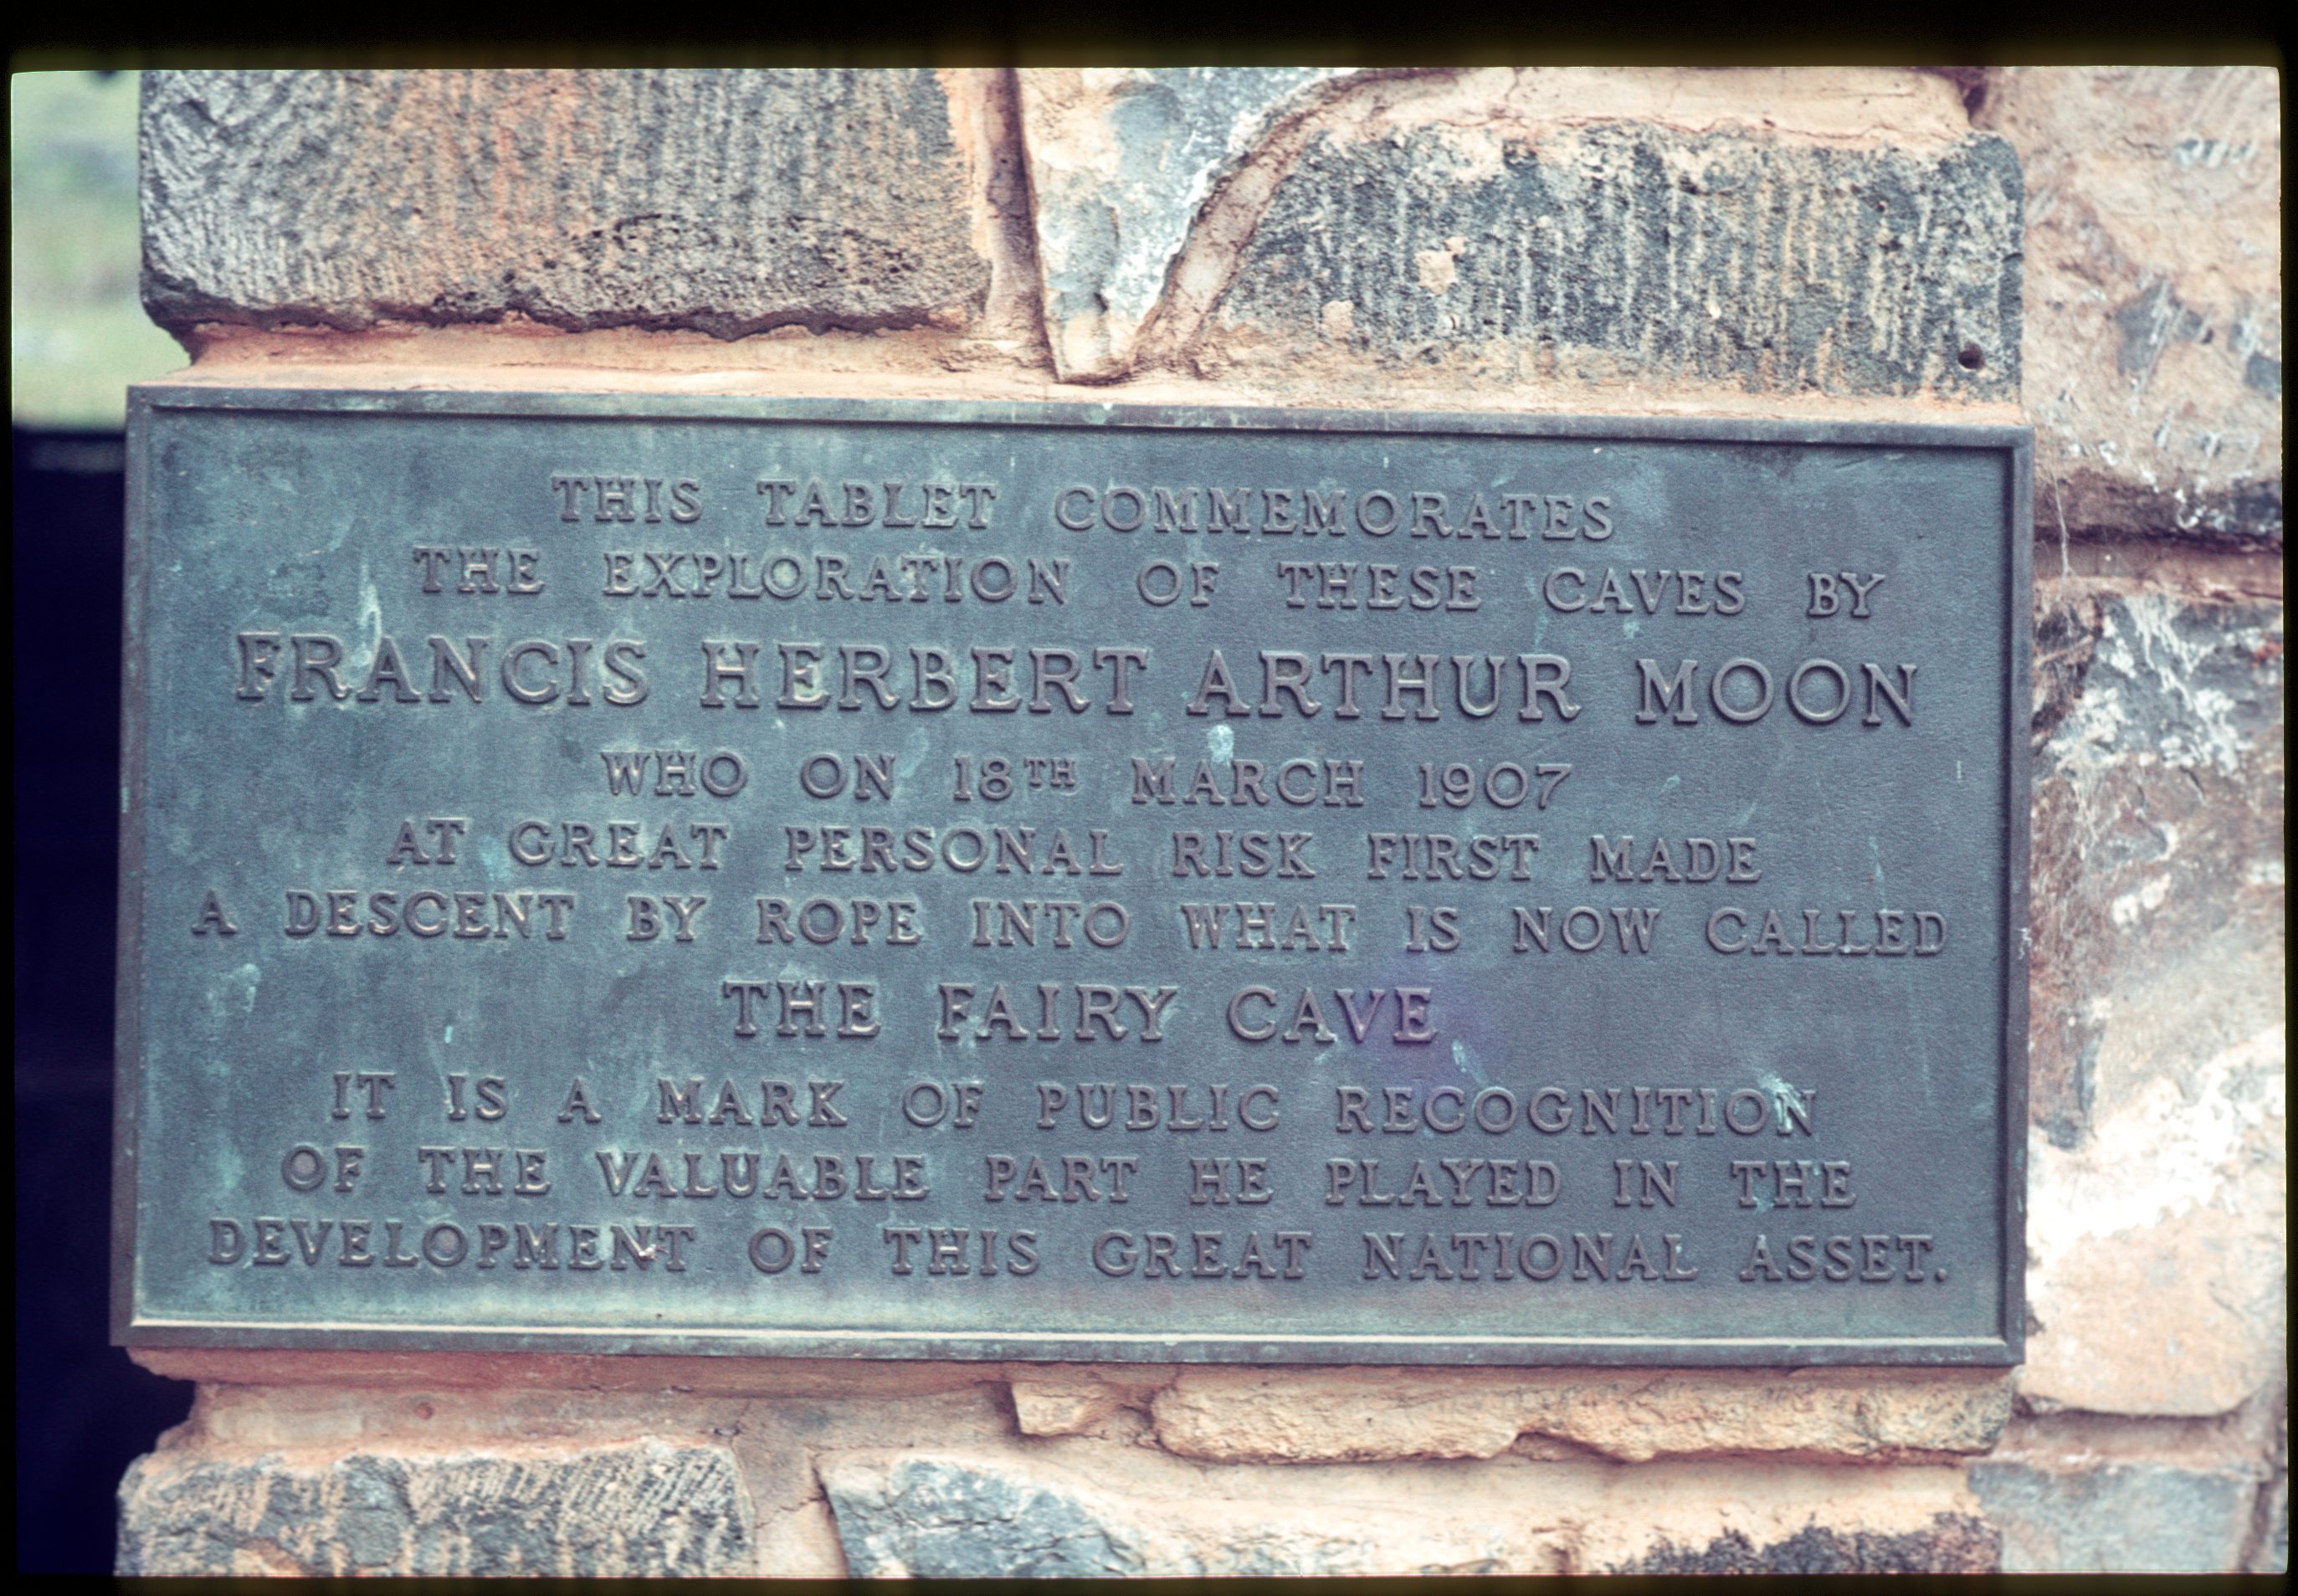 THIS TABLET COMMEMORATES
THE EXPLORATION OF THESE CAVES BY
FRANCIS HERBERT ARTHUR MOON
WHO ON 18TH MARCH 1907
AT GREAT PERSONAL RISK FIRST MADE
A DESCENT BY ROPE INTO WHAT IS NOW CALLED
THE FAIRY CAVE
IT IS A MARK OF PUBLIC RECOGNITION
OF THE VALUABLE PART HE PLAYED IN THE
DEVELOPMENT OF THIS GREAT NATIONAL ASSET.